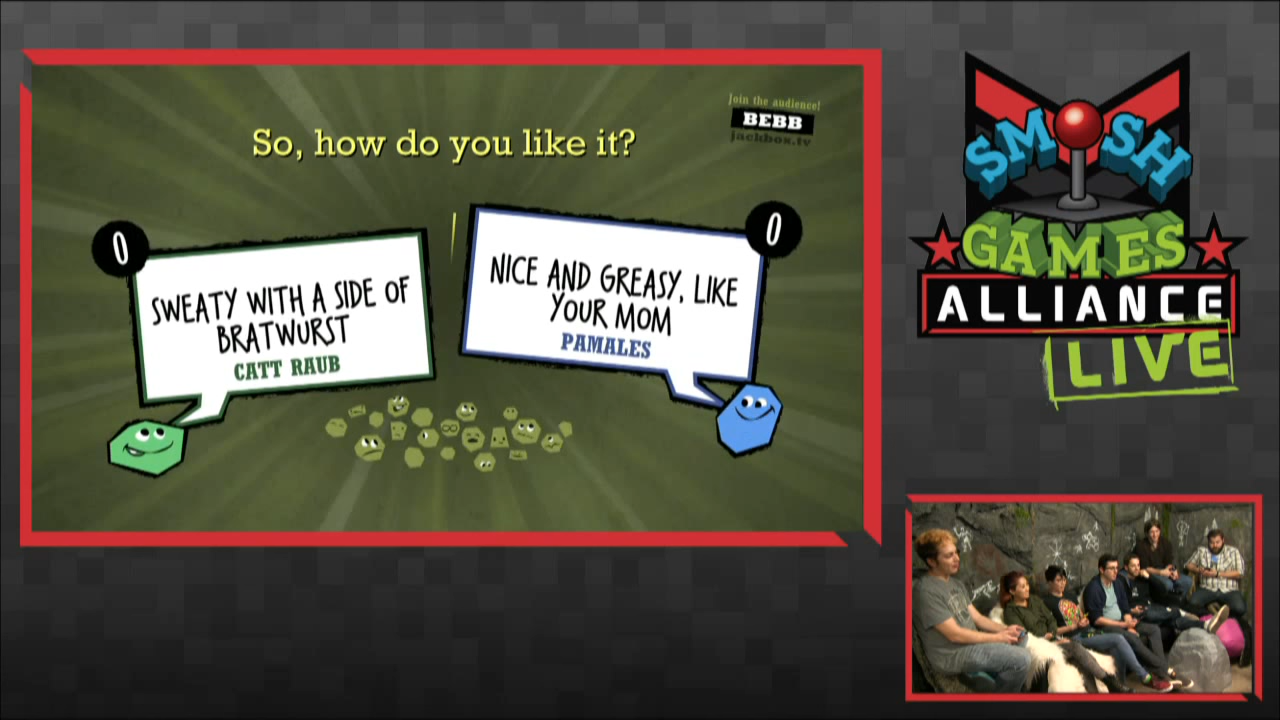 Join the audience!
BEBB
jackbox.tv
So, how do you like it?
0
SWEATY WITH A SIDE OF
BRATWURST
CATT RAUB
0
NICE AND GREASY, LIKE
YOUR MOM
PAMALES
SMOSH
GAMES
ALLIANCE
LIVE